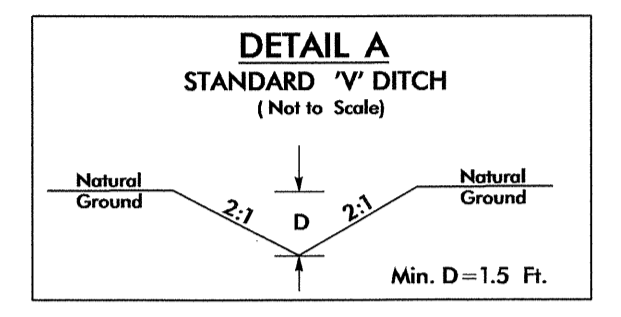 DETAIL A
STANDARD 'V' DITCH
( Not to Scale)
Natural
Ground
2:1
D
2:1
Natural
Ground
Min. D=1.5 Ft.